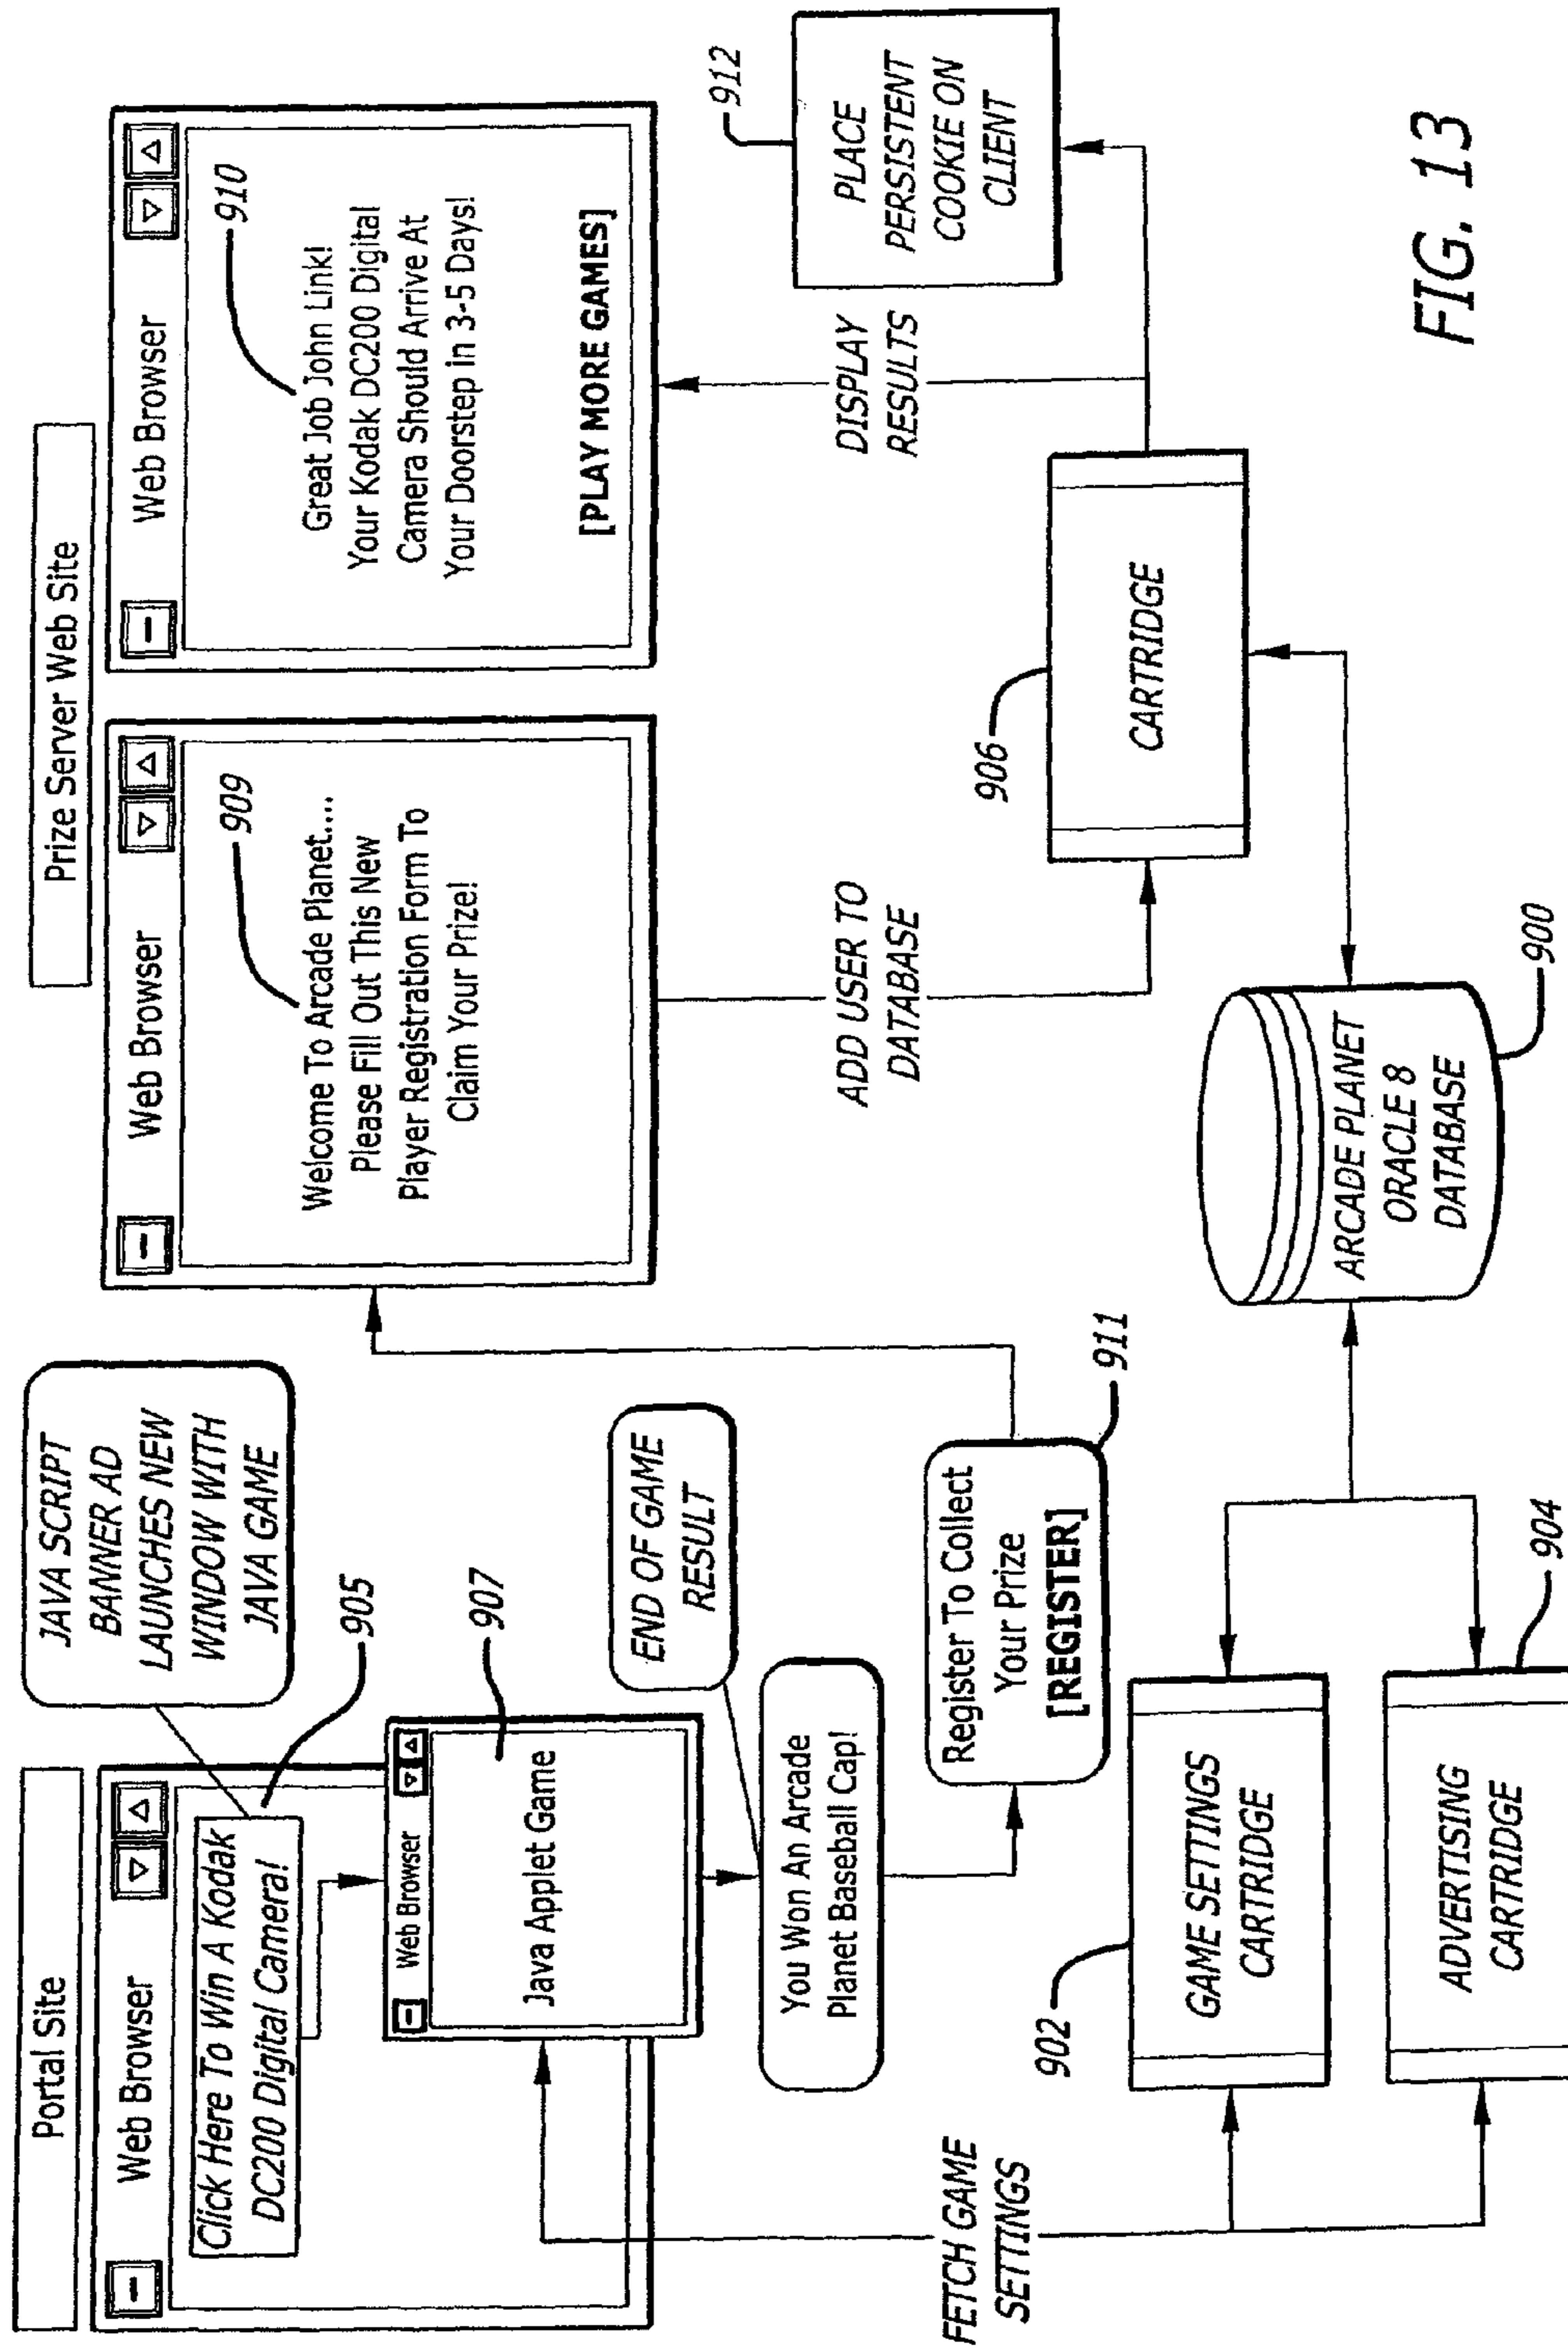 Portal Site
Web Browser
Click Here To Win A Kodak
DC200 Digital Camera!
JAVA SCRIPT
BANNER AD
LAUNCHES NEW
WINDOW WITH
JAVA GAME
905
Web Browser
Java Applet Game
907
END OF GAME
RESULT
You Won An Arcade
Planet Baseball Cap!
Register To Collect
Your Prize
[REGISTER]
911
FETCH GAME
SETTINGS
902
GAME SETTINGS
CARTRIDGE
ADVERTISING
CARTRIDGE
904
Prize Server Web Site
Web Browser
909
Welcome To Arcade Planet....
Please Fill Out This New
Player Registration Form To
Claim Your Prize!
Web Browser
910
Great Job John Link!
Your Kodak DC200 Digital
Camera Should Arrive At
Your Doorstep in 3-5 Days!
[PLAY MORE GAMES]
ADD USER TO
DATABASE
DISPLAY
RESULTS
906
CARTRIDGE
912
PLACE
PERSISTENT
COOKIE ON
CLIENT
ARCADE PLANET
ORACLE 8
DATABASE
900
FIG. 13